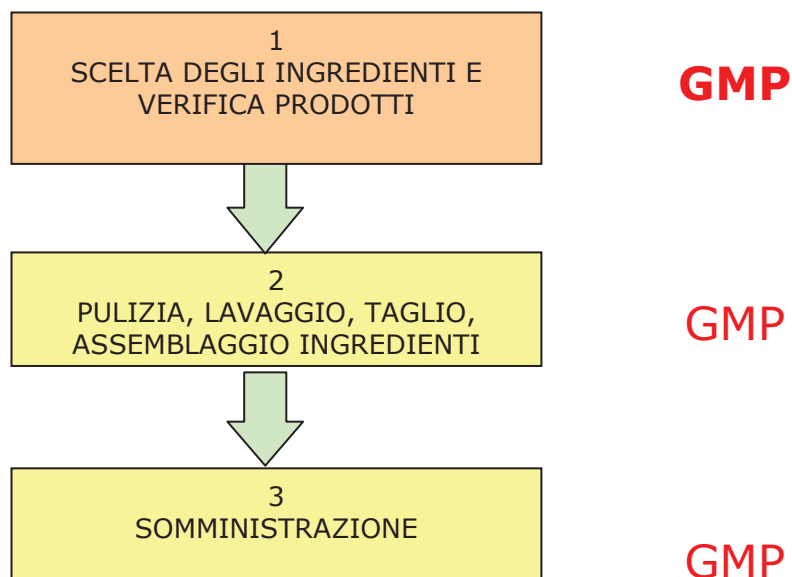 1
SCELTA DEGLI INGREDIENTI E
VERIFICA PRODOTTI
GMP
2
PULIZIA, LAVAGGIO, TAGLIO,
ASSEMBLAGGIO INGREDIENTI
GMP
3
SOMMINISTRAZIONE
GMP